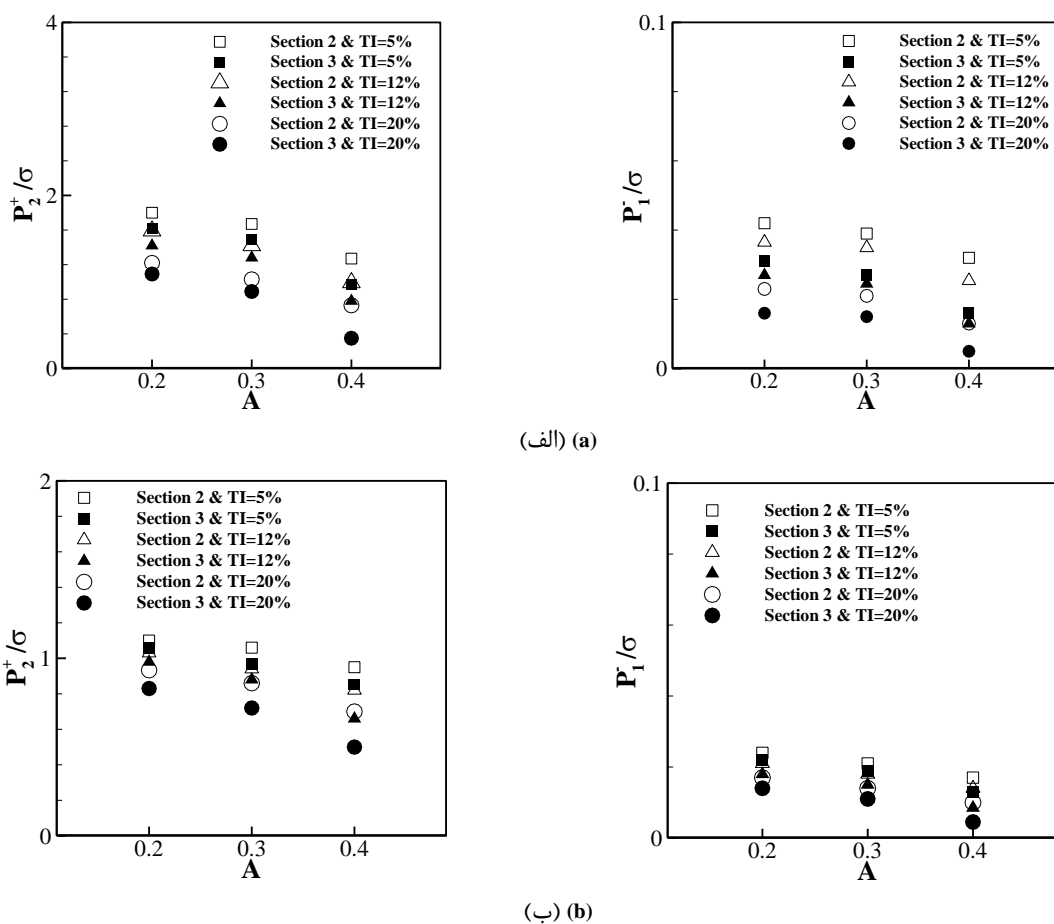 4
Section 2 & TI=5%
Section 3 & TI=5%
Section 2 & TI=12%
Section 3 & TI=12%
Section 2 & TI=20%
Section 3 & TI=20%
2
P₂⁺/σ
0
0.2 0.3 0.4
A
0.1
Section 2 & TI=5%
Section 3 & TI=5%
Section 2 & TI=12%
Section 3 & TI=12%
Section 2 & TI=20%
Section 3 & TI=20%
P₁⁻/σ
0
0.2 0.3 0.4
A
(a) (الف)
2
Section 2 & TI=5%
Section 3 & TI=5%
Section 2 & TI=12%
Section 3 & TI=12%
Section 2 & TI=20%
Section 3 & TI=20%
1
P₂⁺/σ
0
0.2 0.3 0.4
A
0.1
Section 2 & TI=5%
Section 3 & TI=5%
Section 2 & TI=12%
Section 3 & TI=12%
Section 2 & TI=20%
Section 3 & TI=20%
P₁⁻/σ
0
0.2 0.3 0.4
A
(b) (ب)